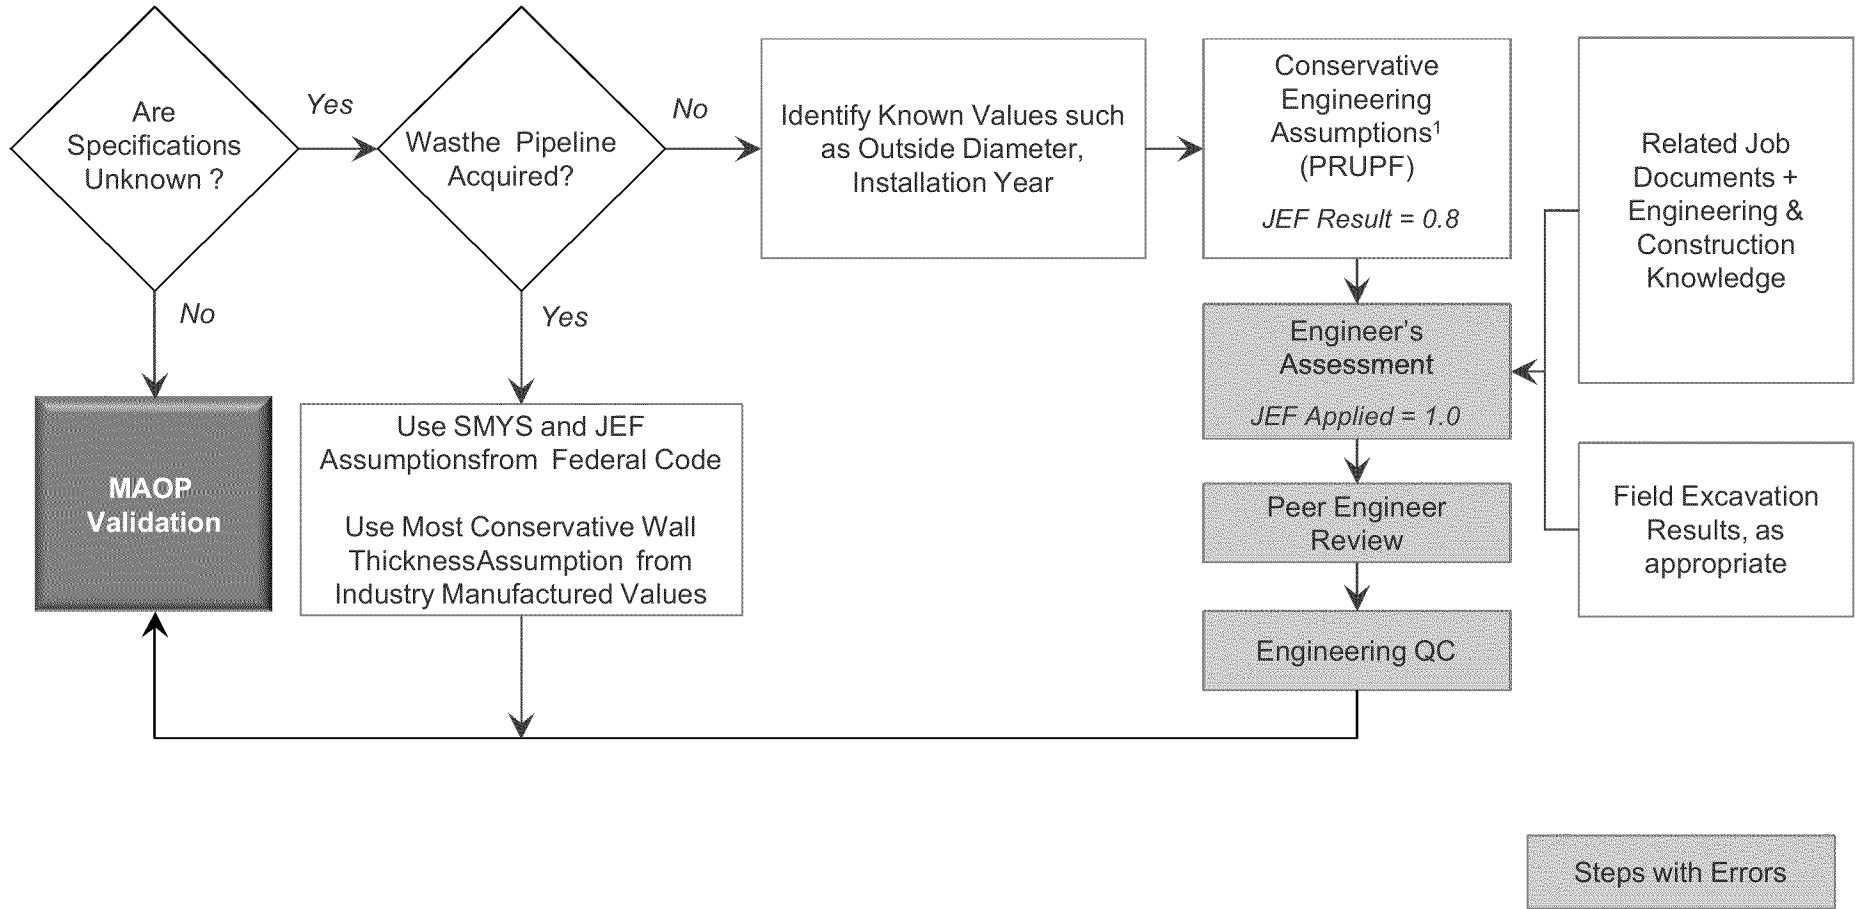 Are
Specifications
Unknown ?
Yes
No
Wasthe Pipeline
Acquired?
No
Yes
Identify Known Values such
as Outside Diameter,
Installation Year
Conservative
Engineering
Assumptions¹
(PRUPF)
JEF Result = 0.8
Related Job
Documents +
Engineering &
Construction
Knowledge
Engineer’s
Assessment
JEF Applied = 1.0
MAOP
Validation
Use SMYS and JEF
Assumptionsfrom Federal Code
Use Most Conservative Wall
ThicknessAssumption from
Industry Manufactured Values
Peer Engineer
Review
Field Excavation
Results, as
appropriate
Engineering QC
Steps with Errors